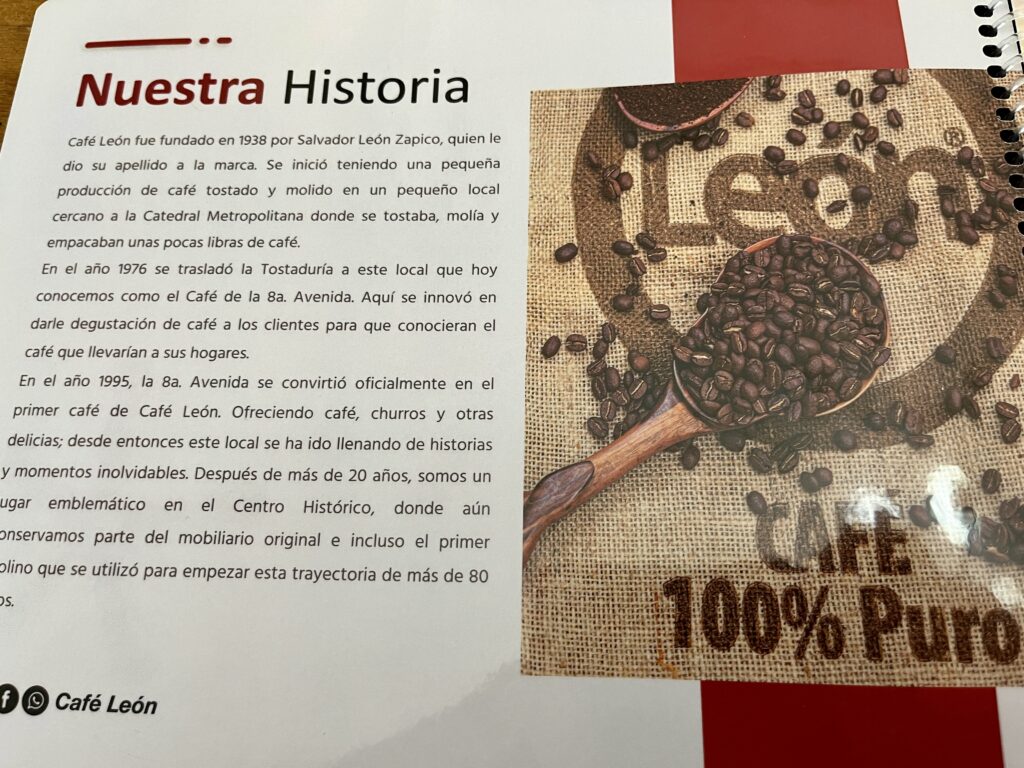 Nuestra Historia
Café León fue fundado en 1938 por Salvador León Zapico, quien le
dio su apellido a la marca. Se inició teniendo una pequeña
producción de café tostado y molido en un pequeño local
cercano a la Catedral Metropolitana donde se tostaba, molía y
empacaban unas pocas libras de café.
En el año 1976 se trasladó la Tostaduría a este local que hoy
conocemos como el Café de la 8a. Avenida. Aquí se innovó en
darle degustación de café a los clientes para que conocieran el
café que llevarían a sus hogares.
En el año 1995, la 8a. Avenida se convirtió oficialmente en el
primer café de Café León. Ofreciendo café, churros y otras
delicias; desde entonces este local se ha ido llenando de historias
y momentos inolvidables. Después de más de 20 años, somos un
ugar emblemático en el Centro Histórico, donde aún
onservamos parte del mobiliario original e incluso el primer
olino que se utilizó para empezar esta trayectoria de más de 80
os.
Café León
León®
CAFÉ
100% Puro